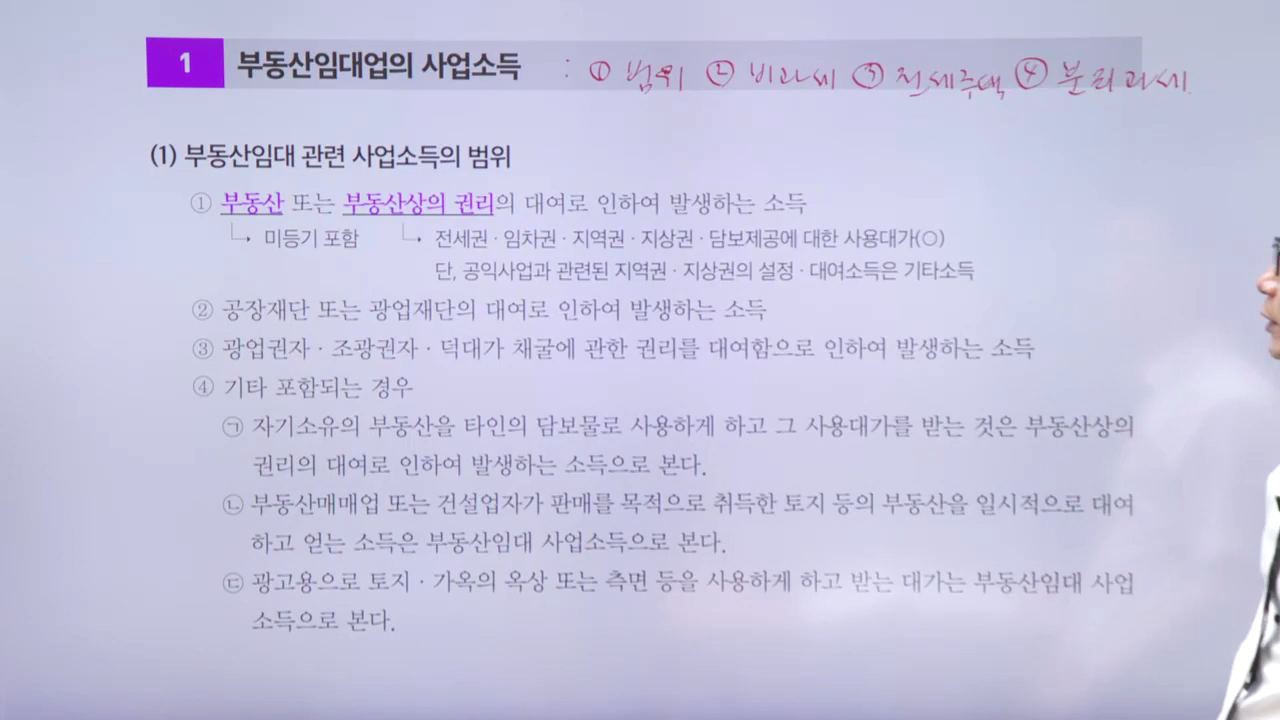 1 부동산임대업의 사업소득 : ① 범위 ② 비과세 ③ 전세주택 ④ 분리과세
(1) 부동산임대 관련 사업소득의 범위
① 부동산 또는 부동산상의 권리의 대여로 인하여 발생하는 소득
미등기 포함 전세권 · 임차권 · 지역권 · 지상권 · 담보제공에 대한 사용대가(O)
단, 공익사업과 관련된 지역권 · 지상권의 설정 · 대여소득은 기타소득
② 공장재단 또는 광업재단의 대여로 인하여 발생하는 소득
③ 광업권자 · 조광권자 · 덕대가 채굴에 관한 권리를 대여함으로 인하여 발생하는 소득
④ 기타 포함되는 경우
㉠ 자기소유의 부동산을 타인의 담보물로 사용하게 하고 그 사용대가를 받는 것은 부동산상의
권리의 대여로 인하여 발생하는 소득으로 본다.
㉡ 부동산매매업 또는 건설업자가 판매를 목적으로 취득한 토지 등의 부동산을 일시적으로 대여
하고 얻는 소득은 부동산임대 사업소득으로 본다.
㉢ 광고용으로 토지 · 가옥의 옥상 또는 측면 등을 사용하게 하고 받는 대가는 부동산임대 사업
소득으로 본다.